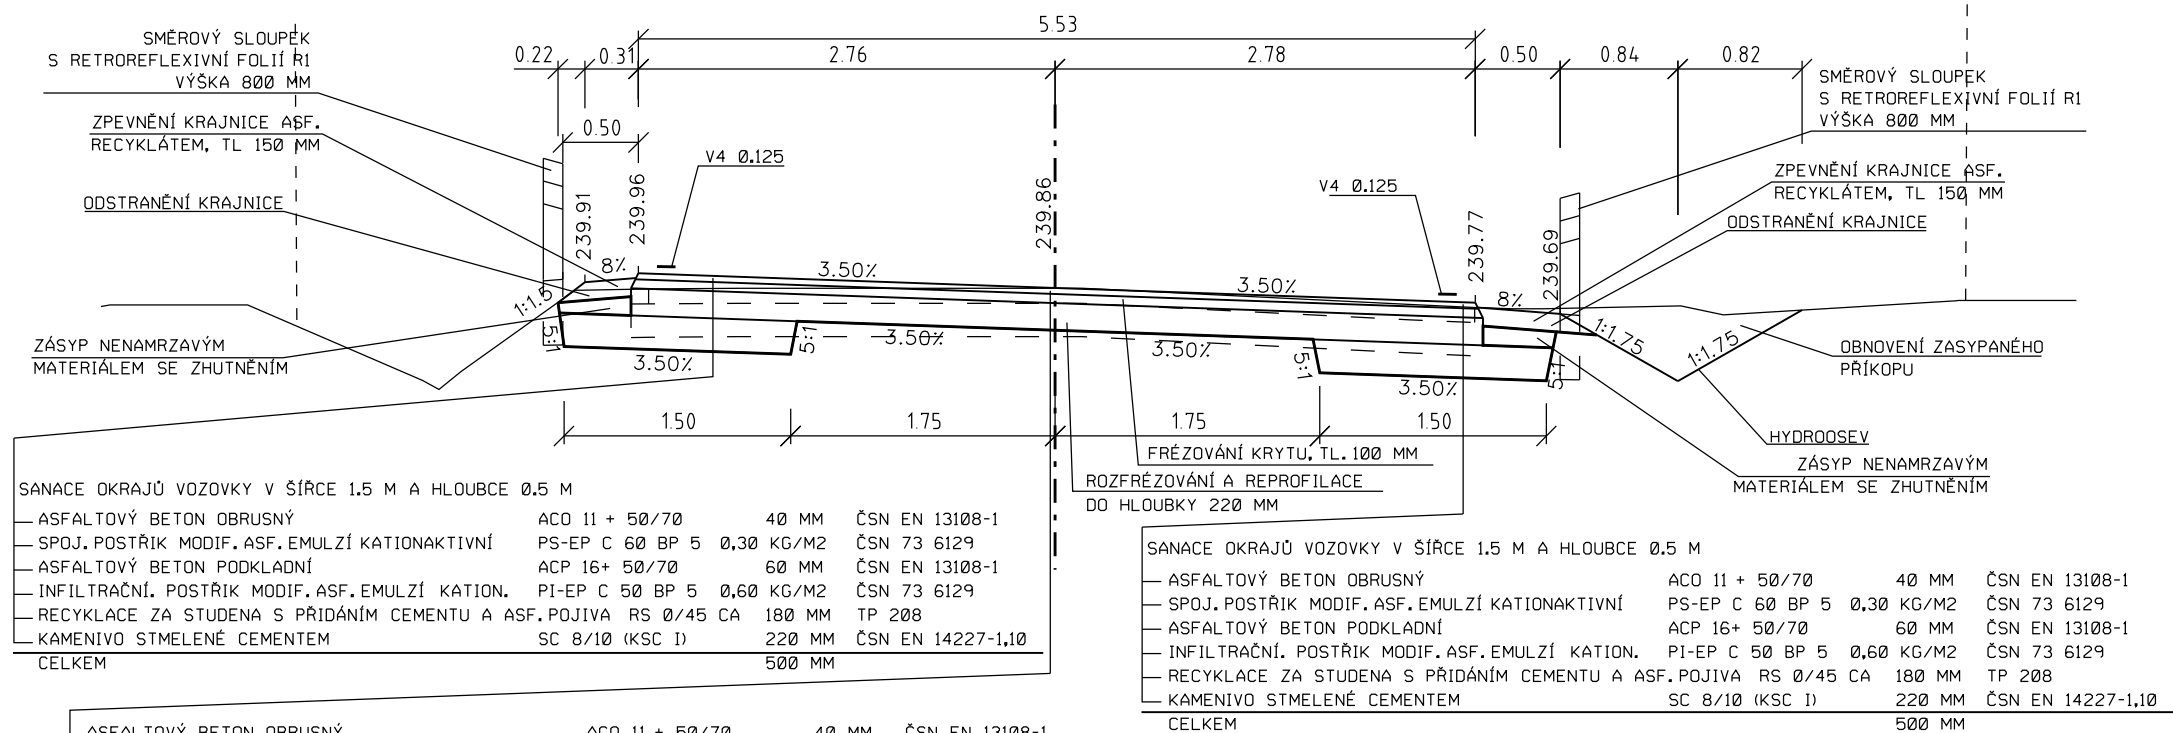 5.53
0.22
0.31
2.76
2.78
0.50
0.84
0.82
SMĚROVÝ SLOUPEK
S RETROREFLEXIVNÍ FOLIÍ R1
VÝŠKA 800 MM
ZPEVNĚNÍ KRAJNICE ASF.
RECYKLÁTEM, TL 150 MM
ODSTRANĚNÍ KRAJNICE
0.50
V4 0.125
239.91
239.96
239.86
V4 0.125
239.77
239.69
SMĚROVÝ SLOUPEK
S RETROREFLEXIVNÍ FOLIÍ R1
VÝŠKA 800 MM
ZPEVNĚNÍ KRAJNICE ASF.
RECYKLÁTEM, TL 150 MM
ODSTRANĚNÍ KRAJNICE
8%
3.50%
3.50%
8%
1:1.5
5:1
3.50%
5:1
3.50%
3.50%
5:1
3.50%
5:1
1:1.75
1:1.75
ZÁSYP NENAMRZAVÝM
MATERIÁLEM SE ZHUTNĚNÍM
OBNOVENÍ ZASYPANÉHO
PŘÍKOPU
1.50
1.75
1.75
1.50
HYDROOSEV
FRÉZOVÁNÍ KRYTU, TL. 100 MM
ROZFRÉZOVÁNÍ A REPROFILACE
DO HLOUBKY 220 MM
ZÁSYP NENAMRZAVÝM
MATERIÁLEM SE ZHUTNĚNÍM
SANACE OKRAJŮ VOZOVKY V ŠÍŘCE 1.5 M A HLOUBCE 0.5 M
ASFALTOVÝ BETON OBRUSNÝ ACO 11 + 50/70 40 MM ČSN EN 13108-1
SPOJ. POSTŘIK MODIF. ASF. EMULZÍ KATIONAKTIVNÍ PS-EP C 60 BP 5 0,30 KG/M2 ČSN 73 6129
ASFALTOVÝ BETON PODKLADNÍ ACP 16+ 50/70 60 MM ČSN EN 13108-1
INFILTRAČNÍ. POSTŘIK MODIF. ASF. EMULZÍ KATION. PI-EP C 50 BP 5 0,60 KG/M2 ČSN 73 6129
RECYKLACE ZA STUDENA S PŘIDÁNÍM CEMENTU A ASF. POJIVA RS 0/45 CA 180 MM TP 208
KAMENIVO STMELENÉ CEMENTEM SC 8/10 (KSC I) 220 MM ČSN EN 14227-1,10
CELKEM 500 MM
SANACE OKRAJŮ VOZOVKY V ŠÍŘCE 1.5 M A HLOUBCE 0.5 M
ASFALTOVÝ BETON OBRUSNÝ ACO 11 + 50/70 40 MM ČSN EN 13108-1
SPOJ. POSTŘIK MODIF. ASF. EMULZÍ KATIONAKTIVNÍ PS-EP C 60 BP 5 0,30 KG/M2 ČSN 73 6129
ASFALTOVÝ BETON PODKLADNÍ ACP 16+ 50/70 60 MM ČSN EN 13108-1
INFILTRAČNÍ. POSTŘIK MODIF. ASF. EMULZÍ KATION. PI-EP C 50 BP 5 0,60 KG/M2 ČSN 73 6129
RECYKLACE ZA STUDENA S PŘIDÁNÍM CEMENTU A ASF. POJIVA RS 0/45 CA 180 MM TP 208
KAMENIVO STMELENÉ CEMENTEM SC 8/10 (KSC I) 220 MM ČSN EN 14227-1,10
CELKEM 500 MM
ASFALTOVÝ BETON OBRUSNÝ ACO 11 + 50/70 40 MM ČSN EN 13108-1